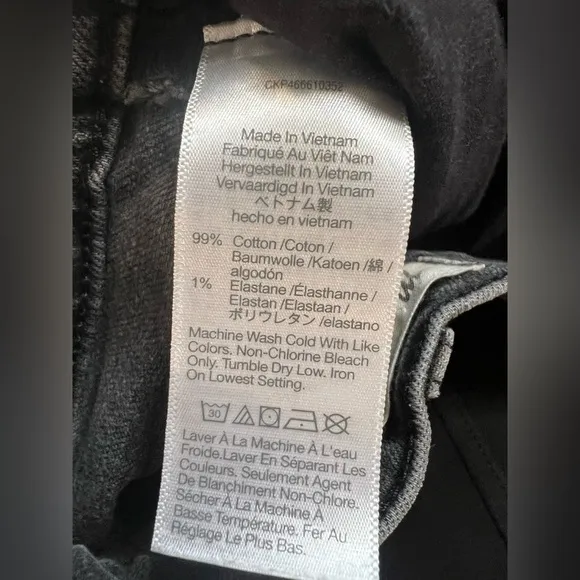 CKP465610352
Made In Vietnam
Fabriqué Au Viêt Nam
Hergestellt In Vietnam
Vervaardigd In Vietnam
ベトナム製
hecho en vietnam
99% Cotton /Coton /
Baumwolle /Katoen /綿 /
algodón
1% Elastane /Élasthanne /
Elastan /Elastaan /
ポリウレタン /elastano
Machine Wash Cold With Like
Colors. Non-Chlorine Bleach
Only. Tumble Dry Low. Iron
On Lowest Setting.
30
Laver À La Machine À L'eau
Froide.Laver En Séparant Les
Couleurs. Seulement Agent
De Blanchiment Non-Chlore.
Sécher À La Machine À
Basse Température. Fer Au
Réglage Le Plus Bas.